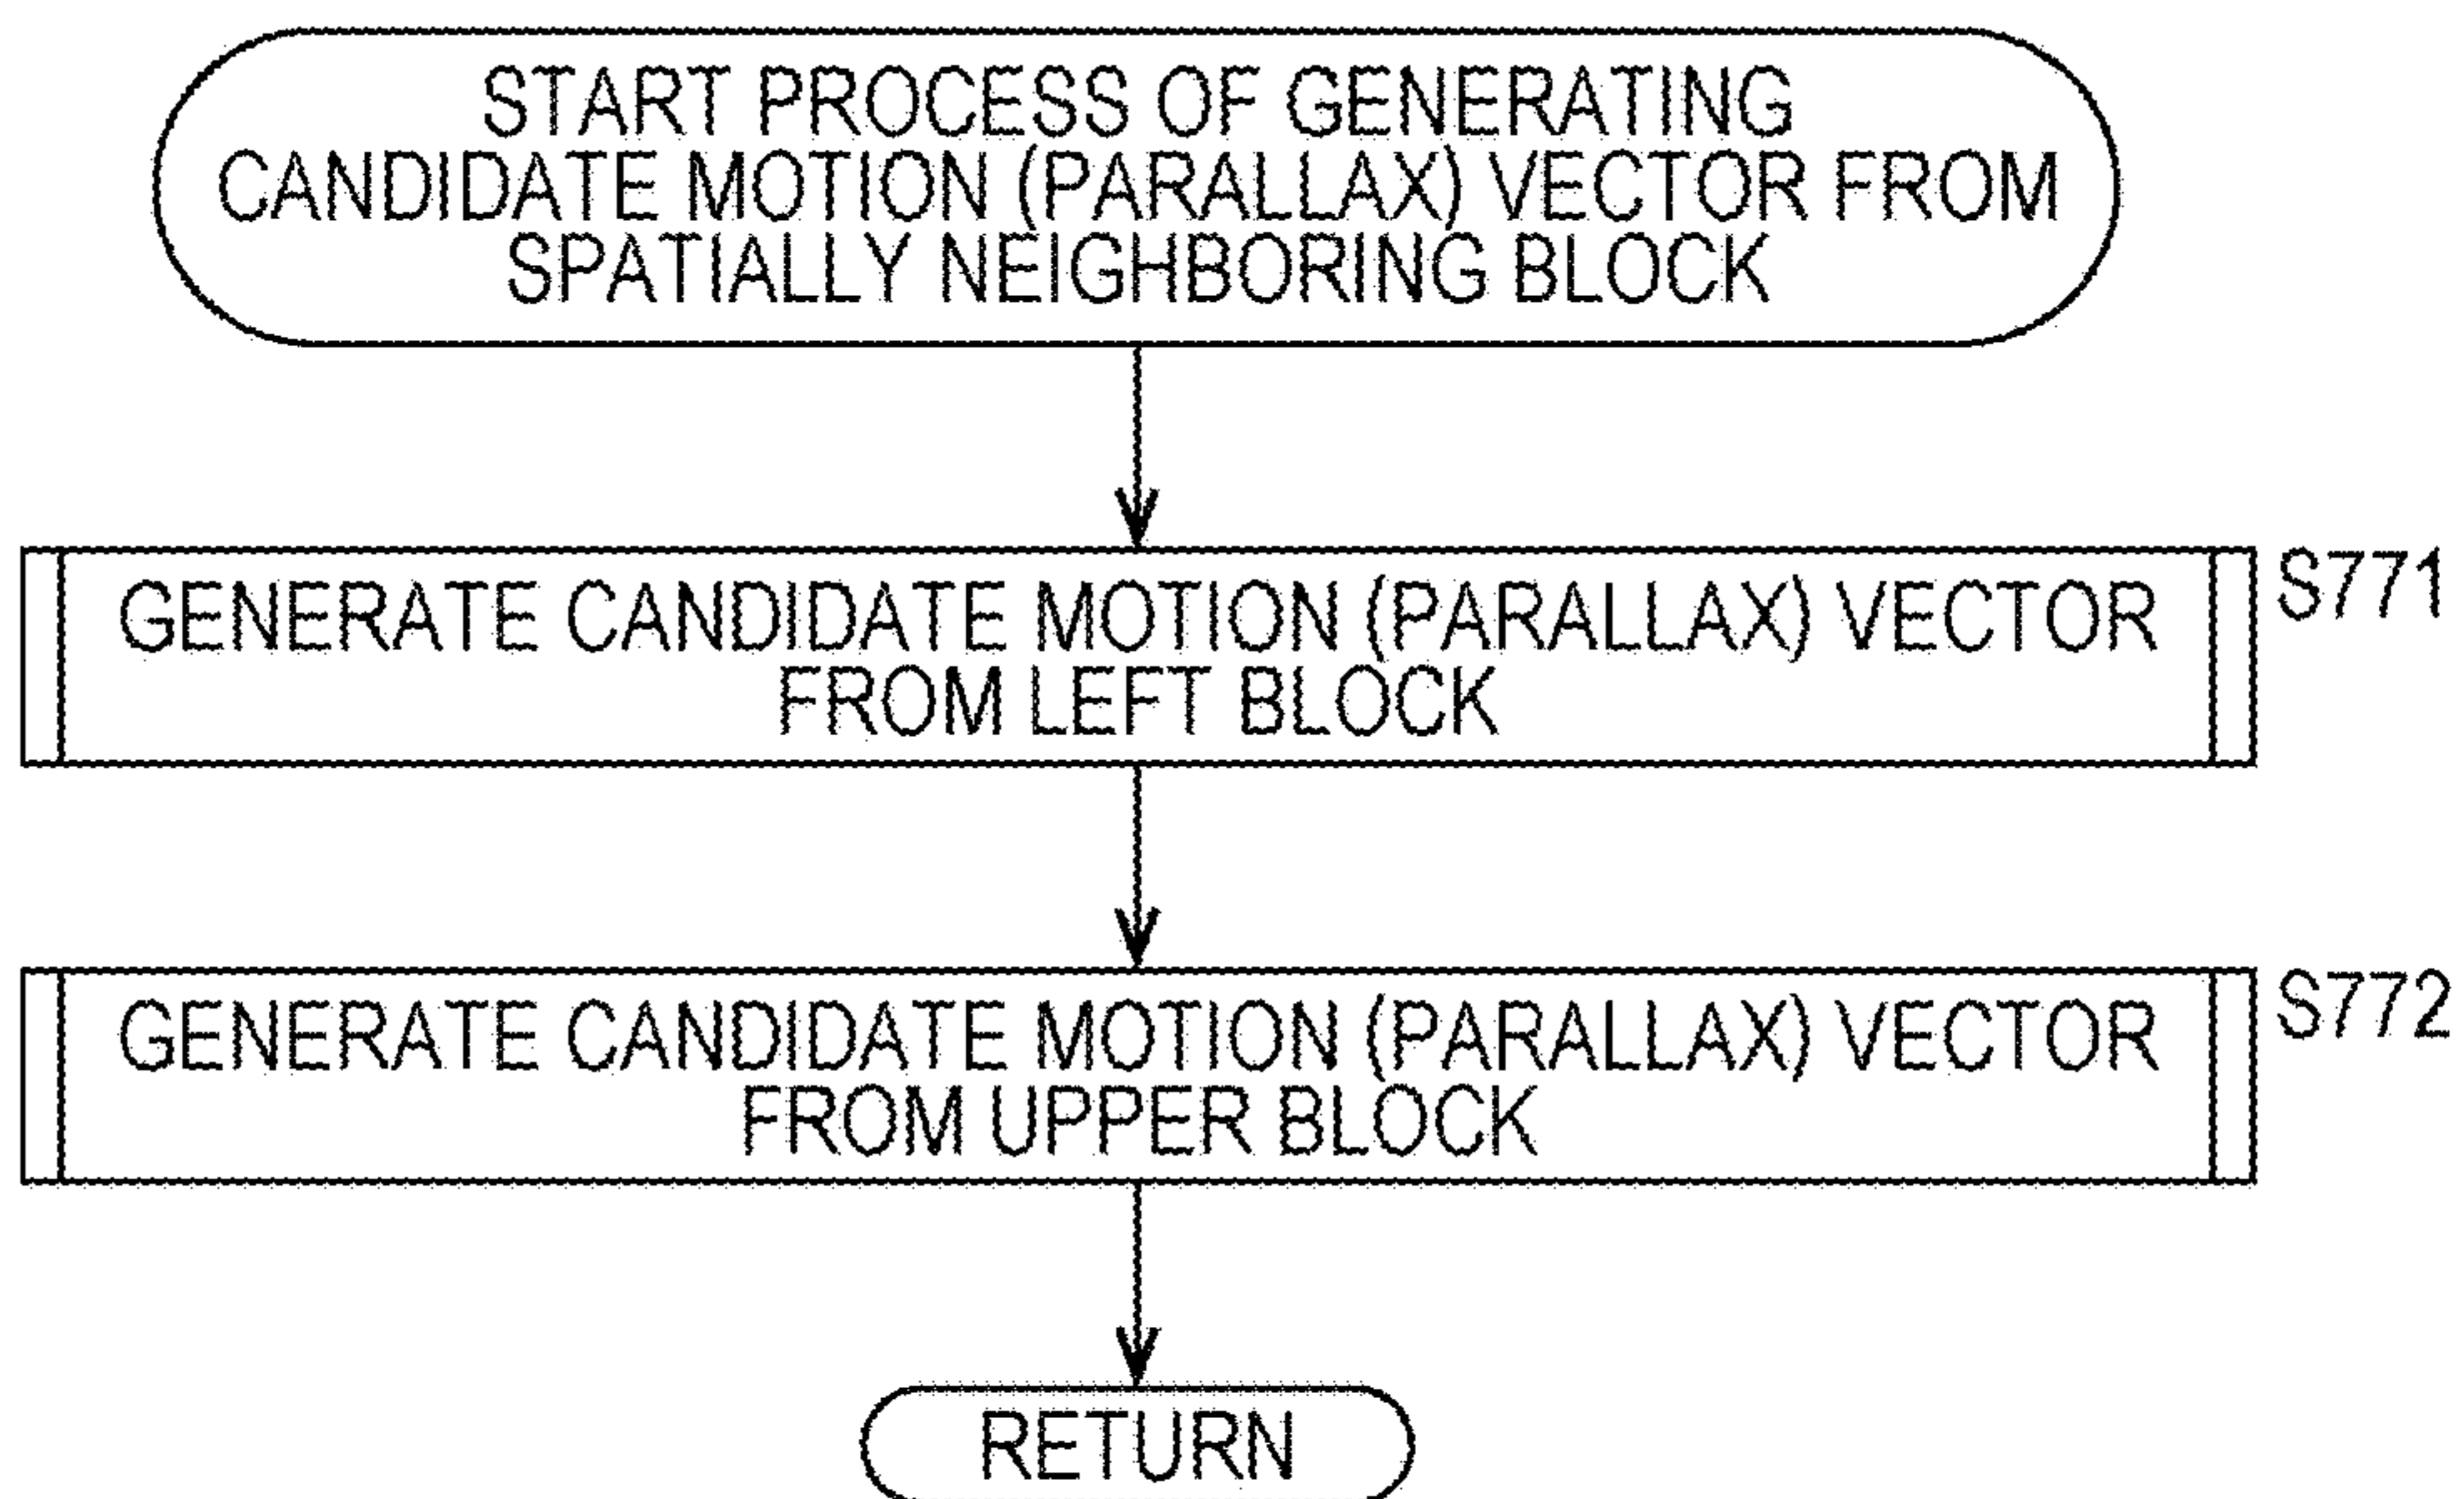 START PROCESS OF GENERATING
CANDIDATE MOTION (PARALLAX) VECTOR FROM
SPATIALLY NEIGHBORING BLOCK
GENERATE CANDIDATE MOTION (PARALLAX) VECTOR
FROM LEFT BLOCK
S771
GENERATE CANDIDATE MOTION (PARALLAX) VECTOR
FROM UPPER BLOCK
S772
RETURN